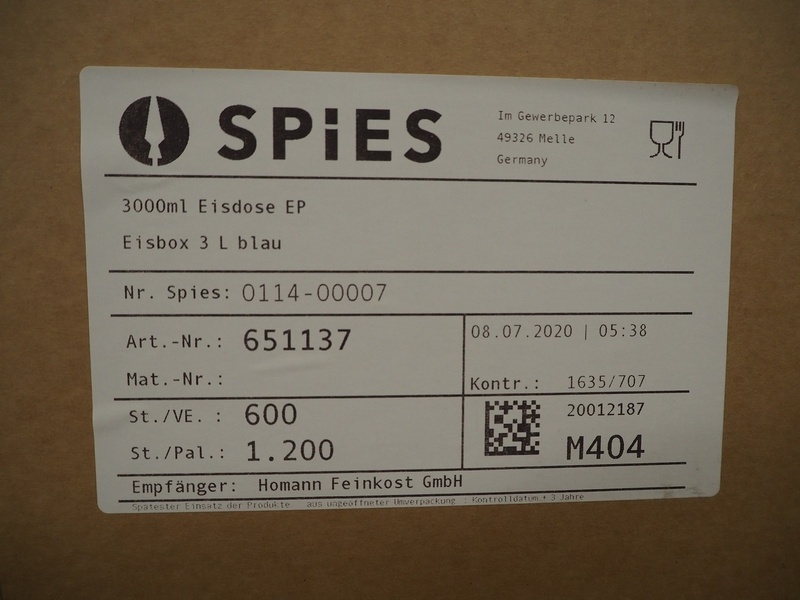 SPiES
Im Gewerbepark 12
49326 Melle
Germany
3000ml Eisdose EP
Eisbox 3 L blau
Nr. Spies: 0114-00007
Art.-Nr.: 651137
08.07.2020 | 05:38
Mat.-Nr.:
Kontr.: 1635/707
St./VE. : 600
20012187
St./Pal.: 1.200
M404
Empfänger: Homann Feinkost GmbH
Spätester Einsatz der Produkte aus ungeöffneter Umverpackung : Kontrolldatum + 3 Jahre